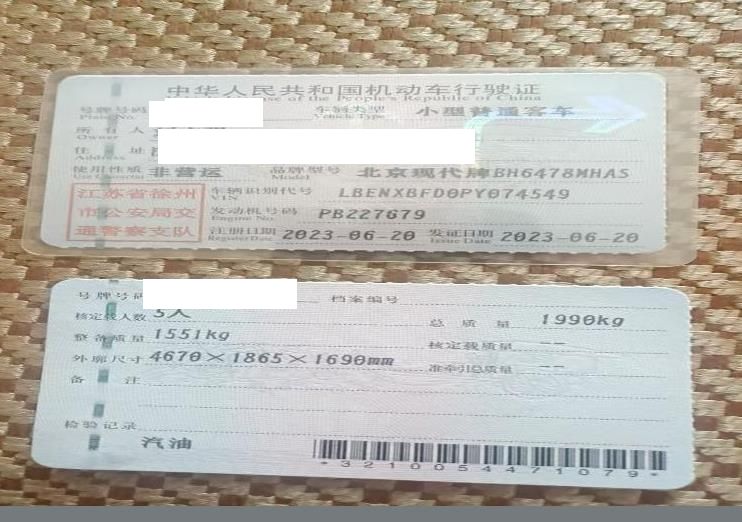 中华人民共和国机动车行驶证
se of the People's Republic of China
号牌号码
Plate No.
车辆类型 小型普通客车
Vehicle Type
所有人
Owner
住址
Address
使用性质 非营运 品牌型号 北京现代牌BH6478MHAS
Use Character Model
江苏省徐州
市公安局交
通警察支队
车辆识别代号 LBENXBFD0PY074549
VIN
发动机号码 PB227679
Engine No.
注册日期 2023-06-20 发证日期 2023-06-20
Register Date Issue Date
号牌号码 档案编号
核定载人数 5人 总质量 1990kg
整备质量 1551kg 核定载质量 --
外廓尺寸 4670×1865×1690mm 准牵引总质量 --
备注
检验记录
汽油
*3210054471079*